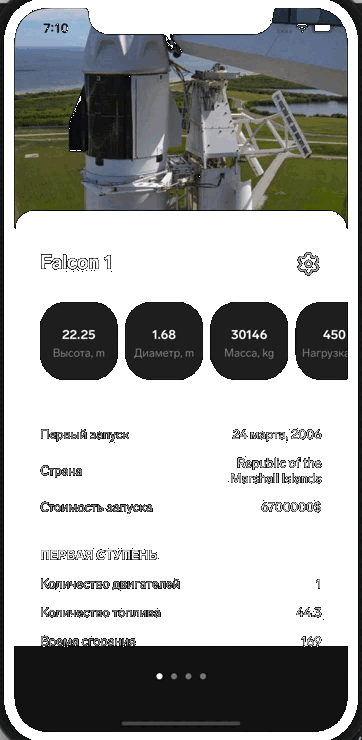 7:10
Falcon 1
22.25
Высота, m
1.68
Диаметр, m
30146
Масса, kg
450
Нагрузка
Первый запуск
24 марта, 2006
Страна
Republic of the
Marshall Islands
Стоимость запуска
6700000$
ПЕРВАЯ СТУПЕНЬ
Количество двигателей
1
Количество топлива
44.3
Время сгорания
169